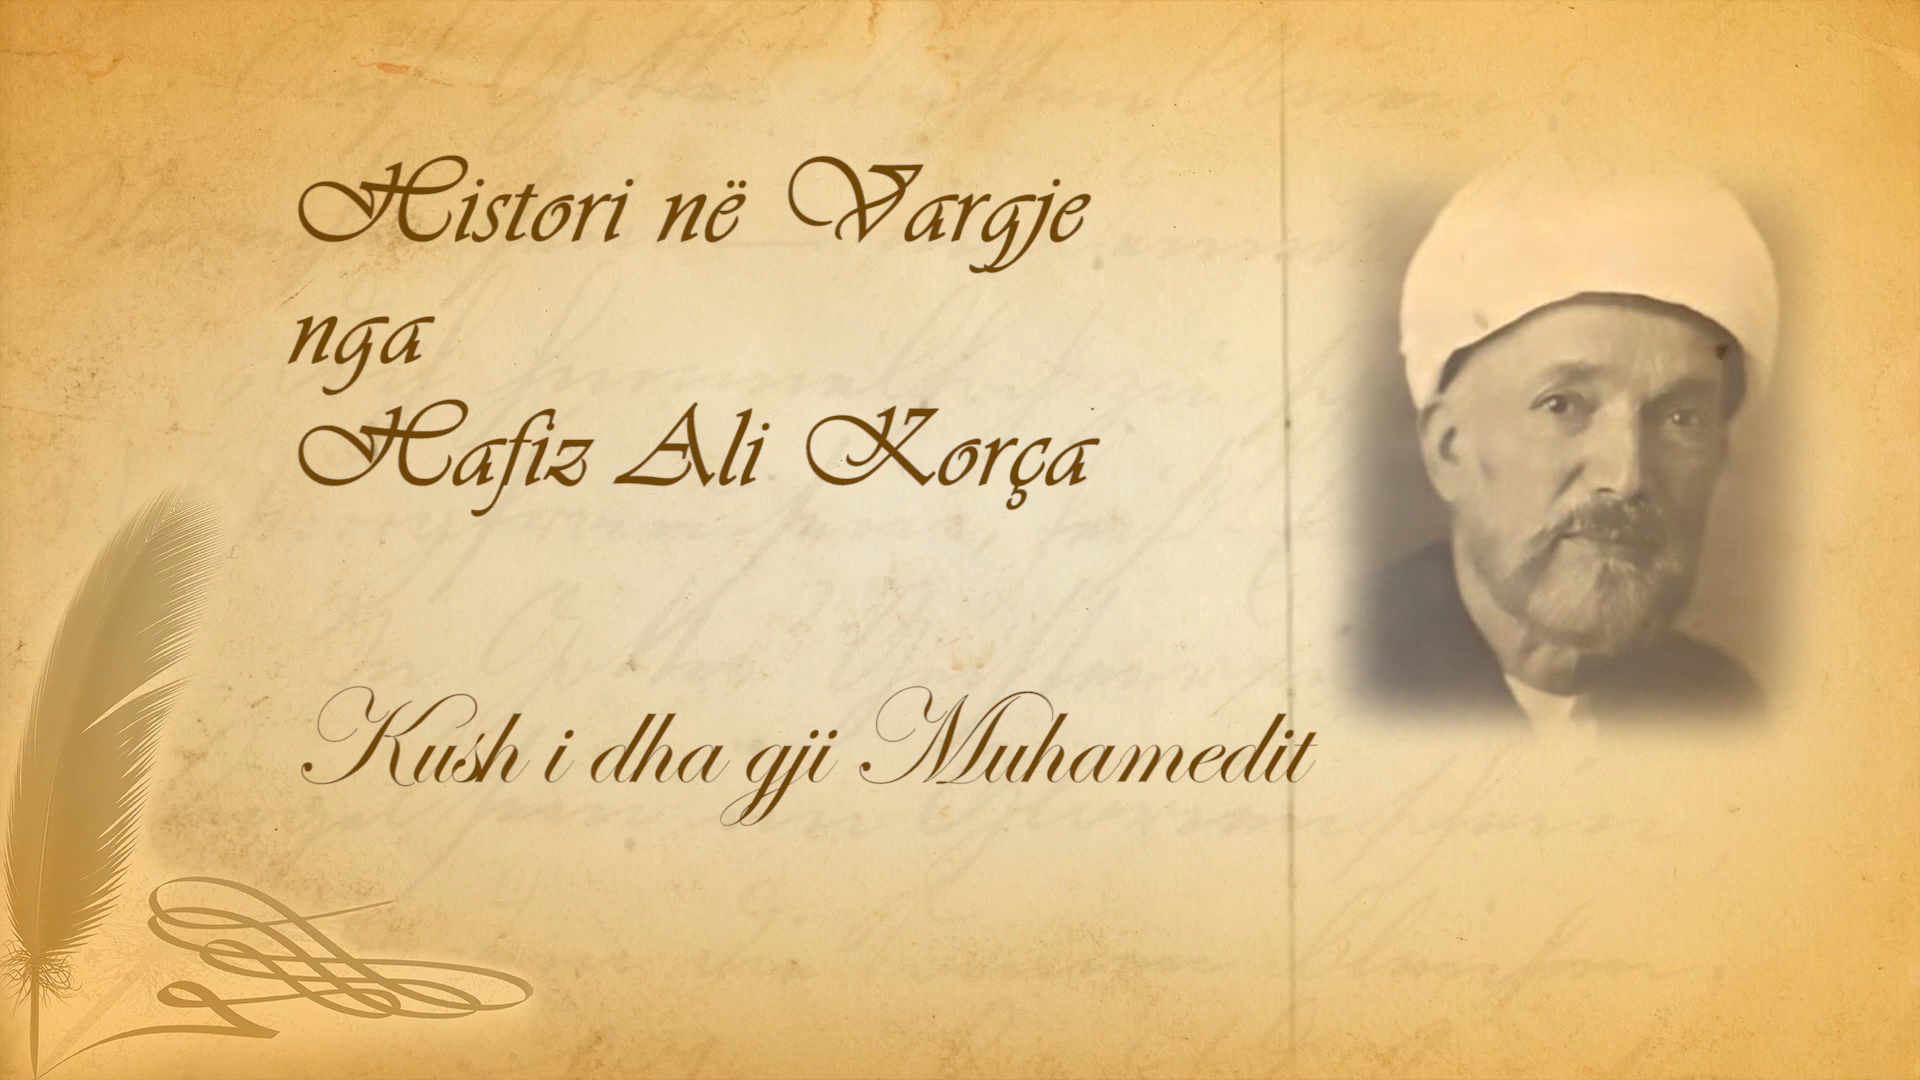 Histori në Vargje
nga
Hafiz Ali Korça
Kush i dha gji Muhamedit